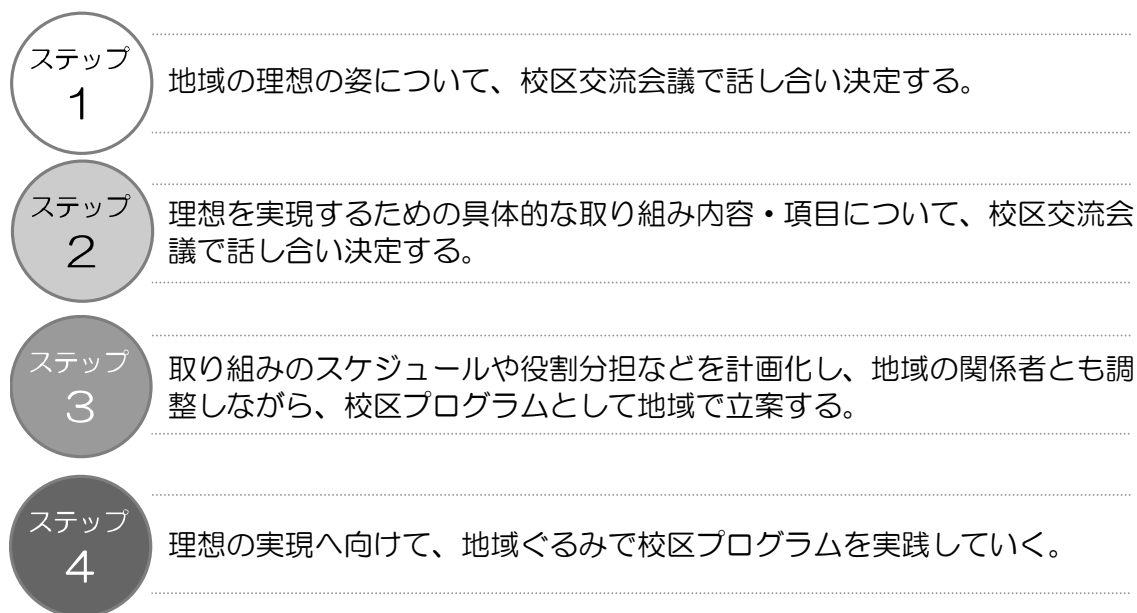 ステップ
1
地域の理想の姿について、校区交流会議で話し合い決定する。
ステップ
2
理想を実現するための具体的な取り組み内容・項目について、校区交流会
議で話し合い決定する。
ステップ
3
取り組みのスケジュールや役割分担などを計画化し、地域の関係者とも調
整しながら、校区プログラムとして地域で立案する。
ステップ
4
理想の実現へ向けて、地域ぐるみで校区プログラムを実践していく。